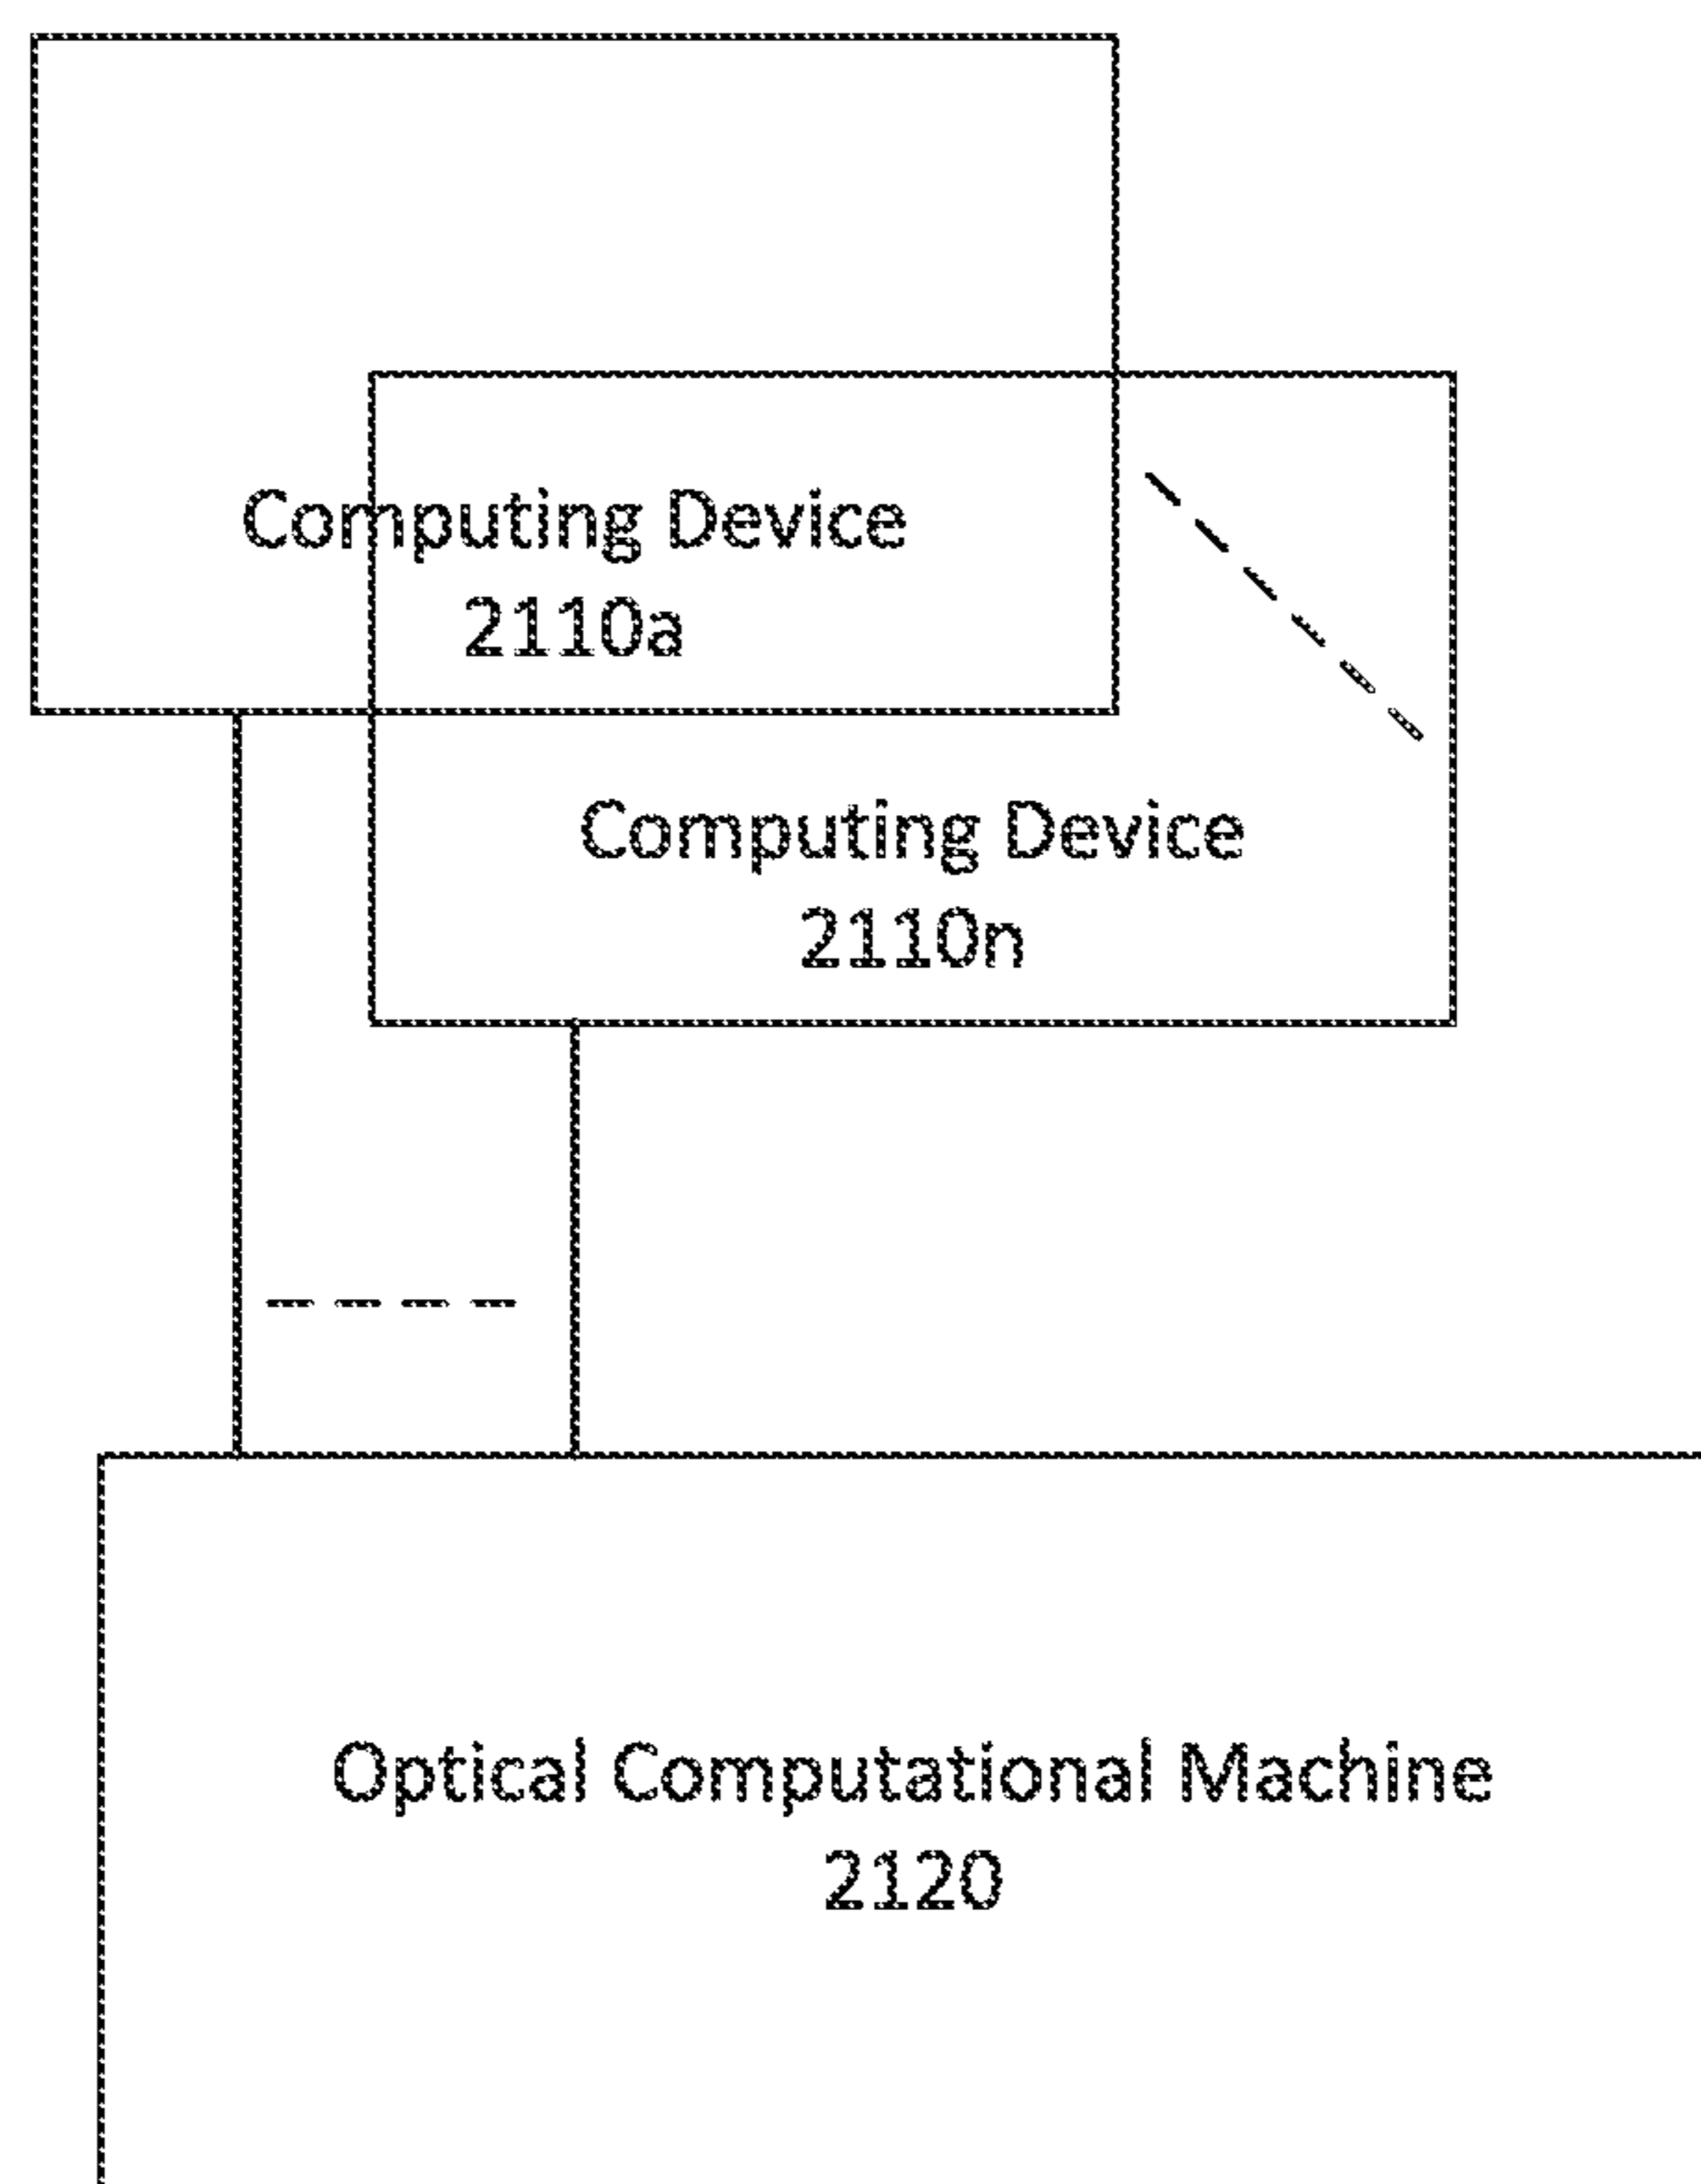 Computing Device
2110a
Computing Device
2110n
Optical Computational Machine
2120